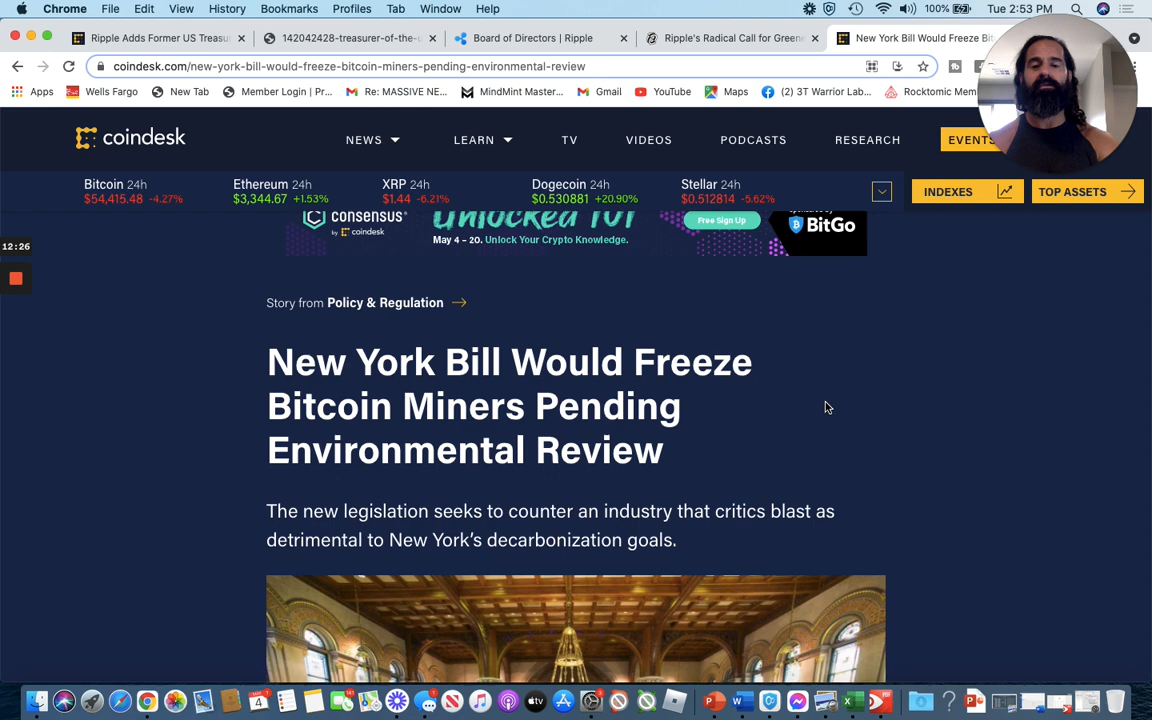 Chrome File Edit View History Bookmarks Profiles Tab Window Help 100% Tue 2:53 PM
Ripple Adds Former US Treasu
142042428-treasurer-of-the-u
Board of Directors | Ripple
Ripple's Radical Call for Greene
New York Bill Would Freeze Bi
coindesk.com/new-york-bill-would-freeze-bitcoin-miners-pending-environmental-review
Apps Wells Fargo New Tab Member Login | Pr... Re: MASSIVE NE... MindMint Master... Gmail YouTube Maps (2) 3T Warrior Lab... Rocktomic Mem
coindesk
NEWS LEARN TV VIDEOS PODCASTS RESEARCH EVENTS
Bitcoin 24h Ethereum 24h XRP 24h Dogecoin 24h Stellar 24h
$54,415.48 -4.27% $3,344.67 +1.53% $1.44 -6.21% $0.530881 +20.90% $0.512814 -5.62%
INDEXES TOP ASSETS
consensus
by coindesk
Unlocked 101
May 4 – 20. Unlock Your Crypto Knowledge.
Free Sign Up
BitGo
12:26
Story from Policy & Regulation
New York Bill Would Freeze
Bitcoin Miners Pending
Environmental Review
The new legislation seeks to counter an industry that critics blast as
detrimental to New York's decarbonization goals.